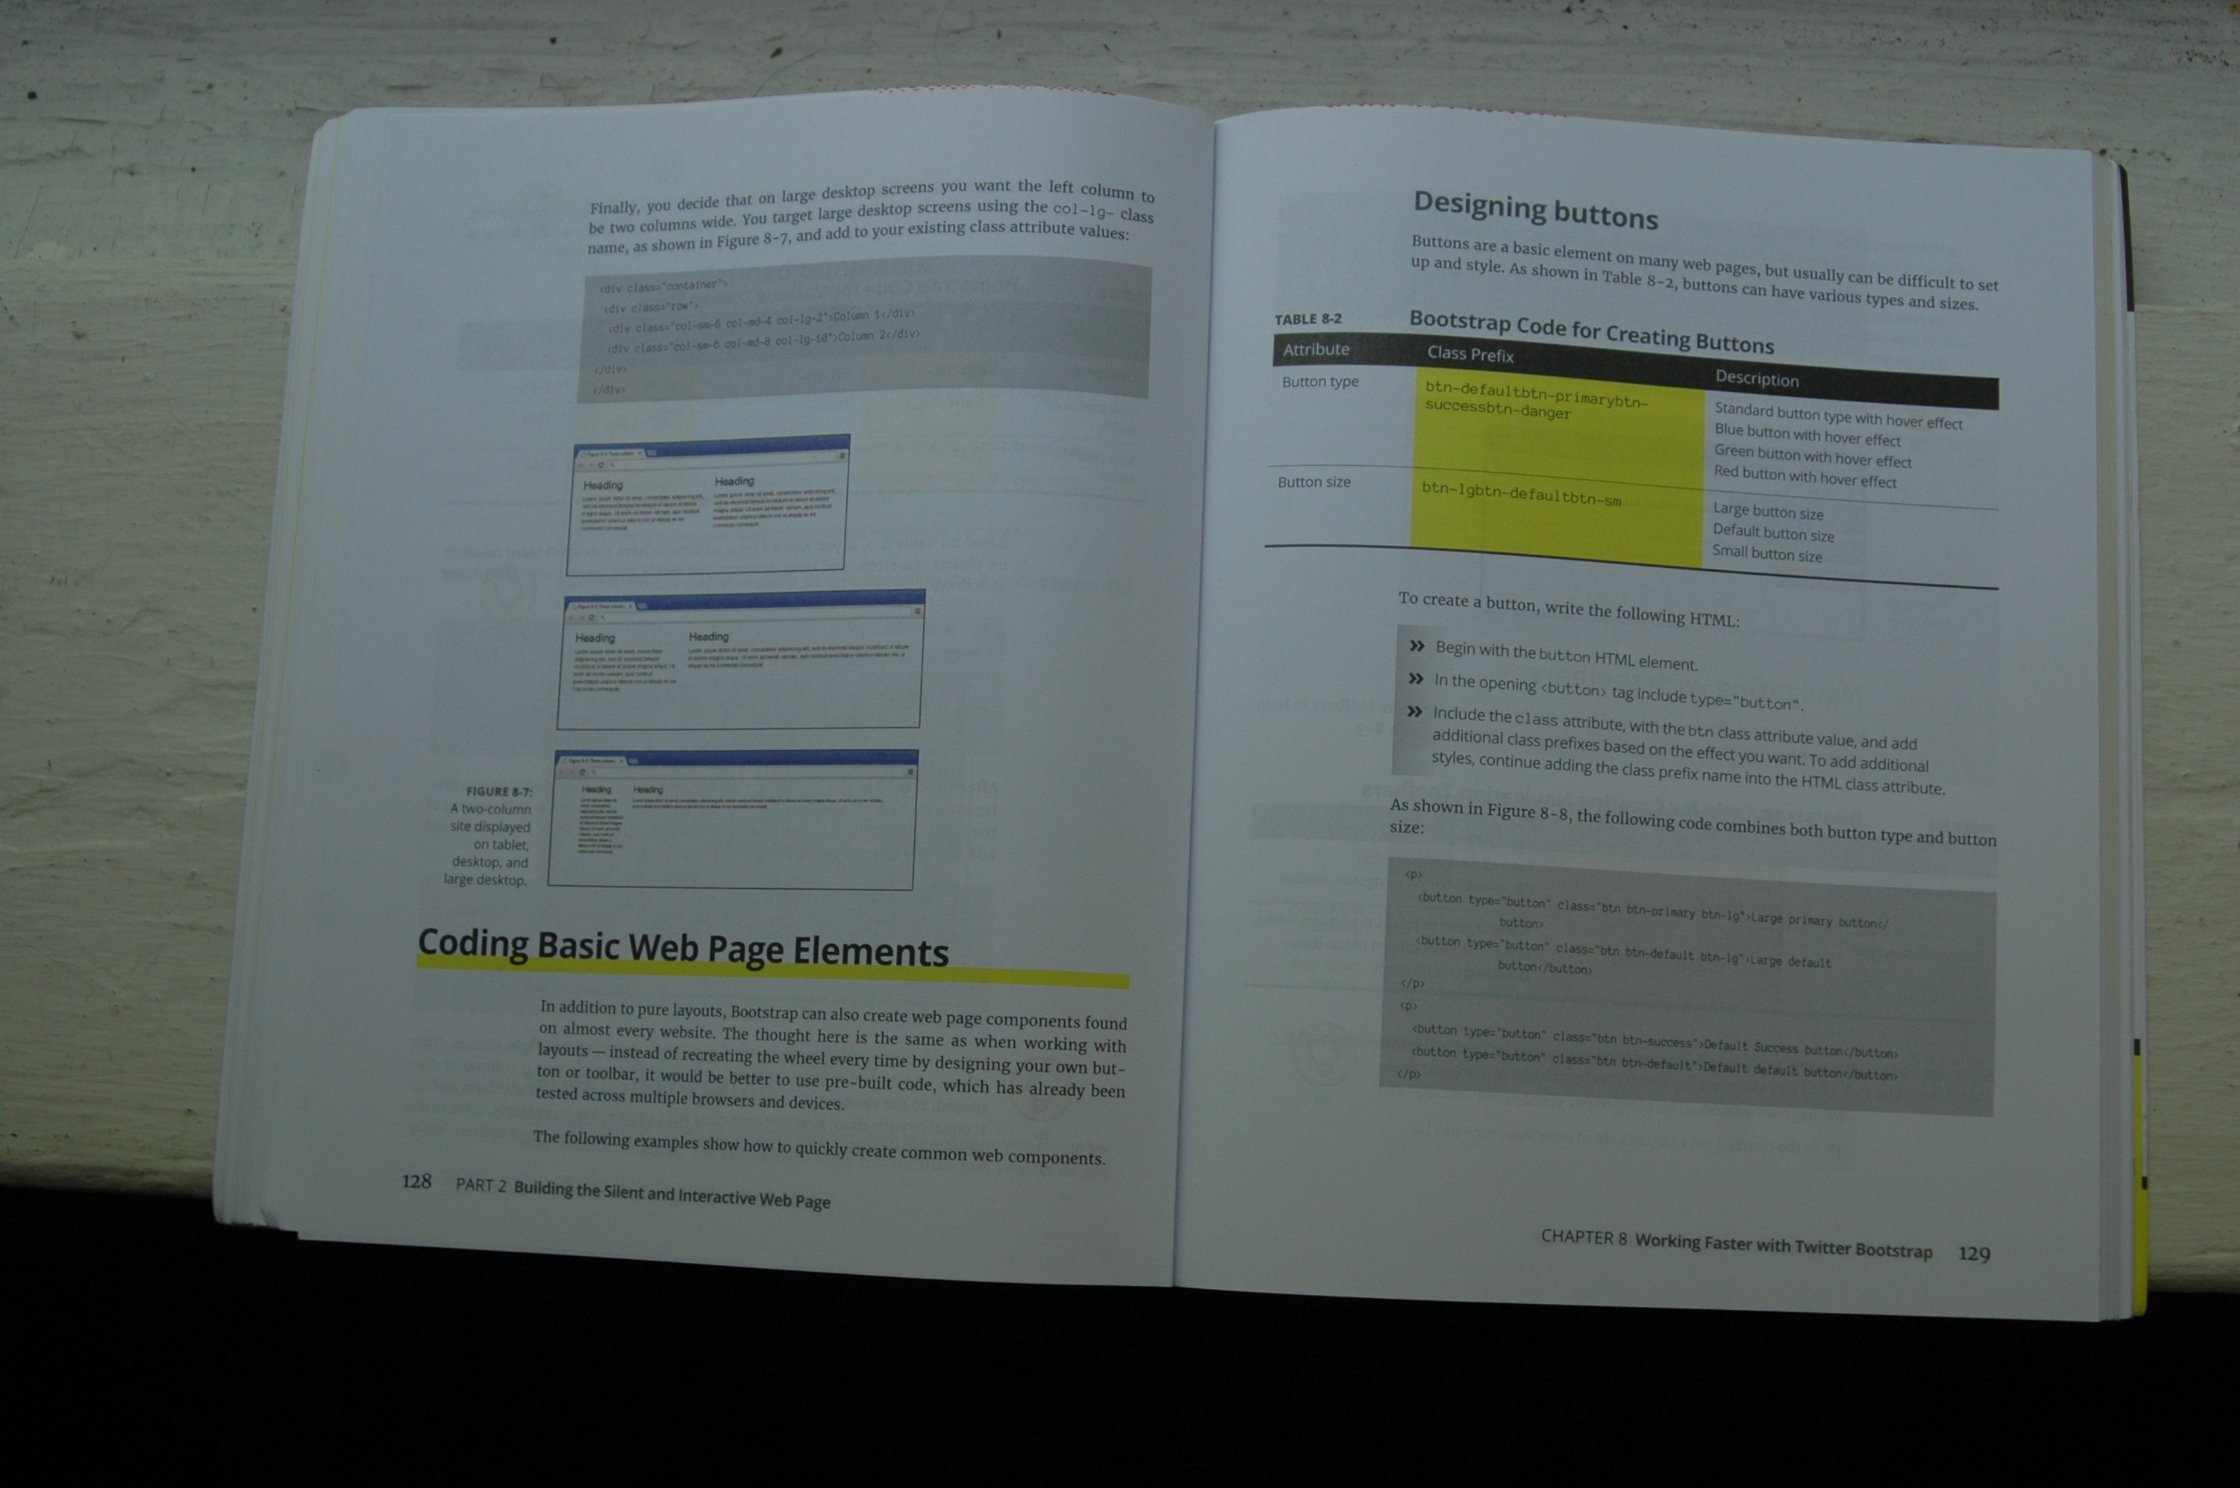 Finally, you decide that on large desktop screens you want the left column to
be two columns wide. You target large desktop screens using the col-lg- class
name, as shown in Figure 8-7, and add to your existing class attribute values:
<div class="container">
<div class="row">
<div class="col-sm-6 col-md-4 col-lg-2">Column 1</div>
<div class="col-sm-6 col-md-8 col-lg-10">Column 2</div>
</div>
</div>
Heading
Heading
Heading
Heading
Heading
Heading
FIGURE 8-7:
A two-column
site displayed
on tablet,
desktop, and
large desktop.
Coding Basic Web Page Elements
In addition to pure layouts, Bootstrap can also create web page components found
on almost every website. The thought here is the same as when working with
layouts — instead of recreating the wheel every time by designing your own but-
ton or toolbar, it would be better to use pre-built code, which has already been
tested across multiple browsers and devices.
The following examples show how to quickly create common web components.
128 PART 2 Building the Silent and Interactive Web Page
Designing buttons
Buttons are a basic element on many web pages, but usually can be difficult to set
up and style. As shown in Table 8-2, buttons can have various types and sizes.
TABLE 8-2 Bootstrap Code for Creating Buttons
Attribute Class Prefix Description
Button type
btn-defaultbtn-primarybtn-
successbtn-danger
Standard button type with hover effect
Blue button with hover effect
Green button with hover effect
Red button with hover effect
Button size
btn-lgbtn-defaultbtn-sm
Large button size
Default button size
Small button size
To create a button, write the following HTML:
» Begin with the button HTML element.
» In the opening <button> tag include type="button".
» Include the class attribute, with the btn class attribute value, and add
additional class prefixes based on the effect you want. To add additional
styles, continue adding the class prefix name into the HTML class attribute.
As shown in Figure 8-8, the following code combines both button type and button
size:
<p>
<button type="button" class="btn btn-primary btn-lg">Large primary button</
button>
<button type="button" class="btn btn-default btn-lg">Large default
button</button>
</p>
<p>
<button type="button" class="btn btn-success">Default Success button</button>
<button type="button" class="btn btn-default">Default default button</button>
</p>
CHAPTER 8 Working Faster with Twitter Bootstrap 129